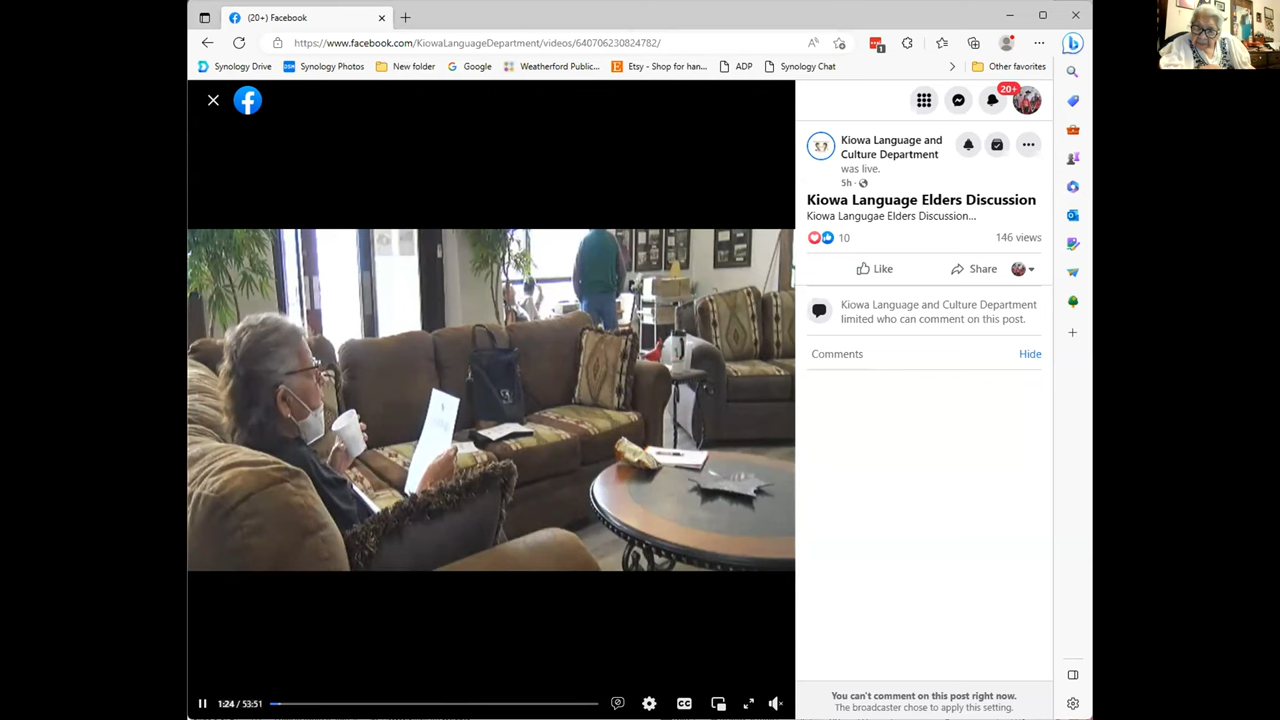 (20+) Facebook
https://www.facebook.com/KiowaLanguageDepartment/videos/640706230824782/
1
Synology Drive
DSM
Synology Photos
New folder
Google
Weatherford Public...
Etsy - Shop for han...
ADP
Synology Chat
Other favorites
20+
Kiowa Language and
Culture Department
was live.
5h ·
Kiowa Language Elders Discussion
Kiowa Langugae Elders Discussion...
10
146 views
Like
Share
Kiowa Language and Culture Department
limited who can comment on this post.
Comments
Hide
1:24 / 53:51
CC
You can't comment on this post right now.
The broadcaster chose to apply this setting.